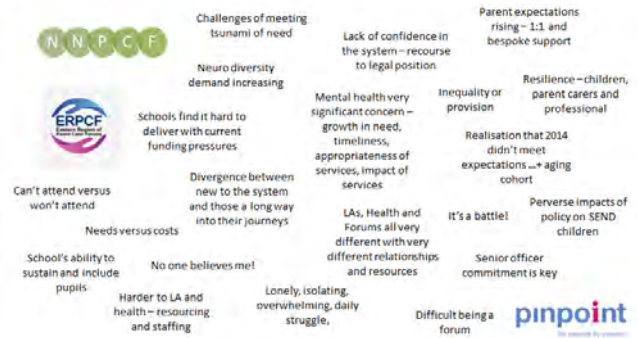 NNPCF
Challenges of meeting
tsunami of need
Lack of confidence in
the system – recourse
to legal position
Parent expectations
rising – 1:1 and
bespoke support
Neuro diversity
demand increasing
ERPCF
Eastern Region of
Parent Carer Forums
Schools find it hard to
deliver with current
funding pressures
Mental health very
significant concern –
growth in need,
timeliness,
appropriateness of
services, impact of
services
Inequality or
provision
Resilience – children,
parent carers and
professional
Realisation that 2014
didn't meet
expectations ...+ aging
cohort
Can't attend versus
won't attend
Divergence between
new to the system
and those a long way
into their journeys
Needs versus costs
LAs, Health and
Forums all very
different with very
different relationships
and resources
It's a battle!
Perverse impacts of
policy on SEND
children
School's ability to
sustain and include
pupils
No one believes me!
Senior officer
commitment is key
Harder to LA and
health – resourcing
and staffing
Lonely, isolating,
overwhelming, daily
struggle,
Difficult being a
forum
pinpoint